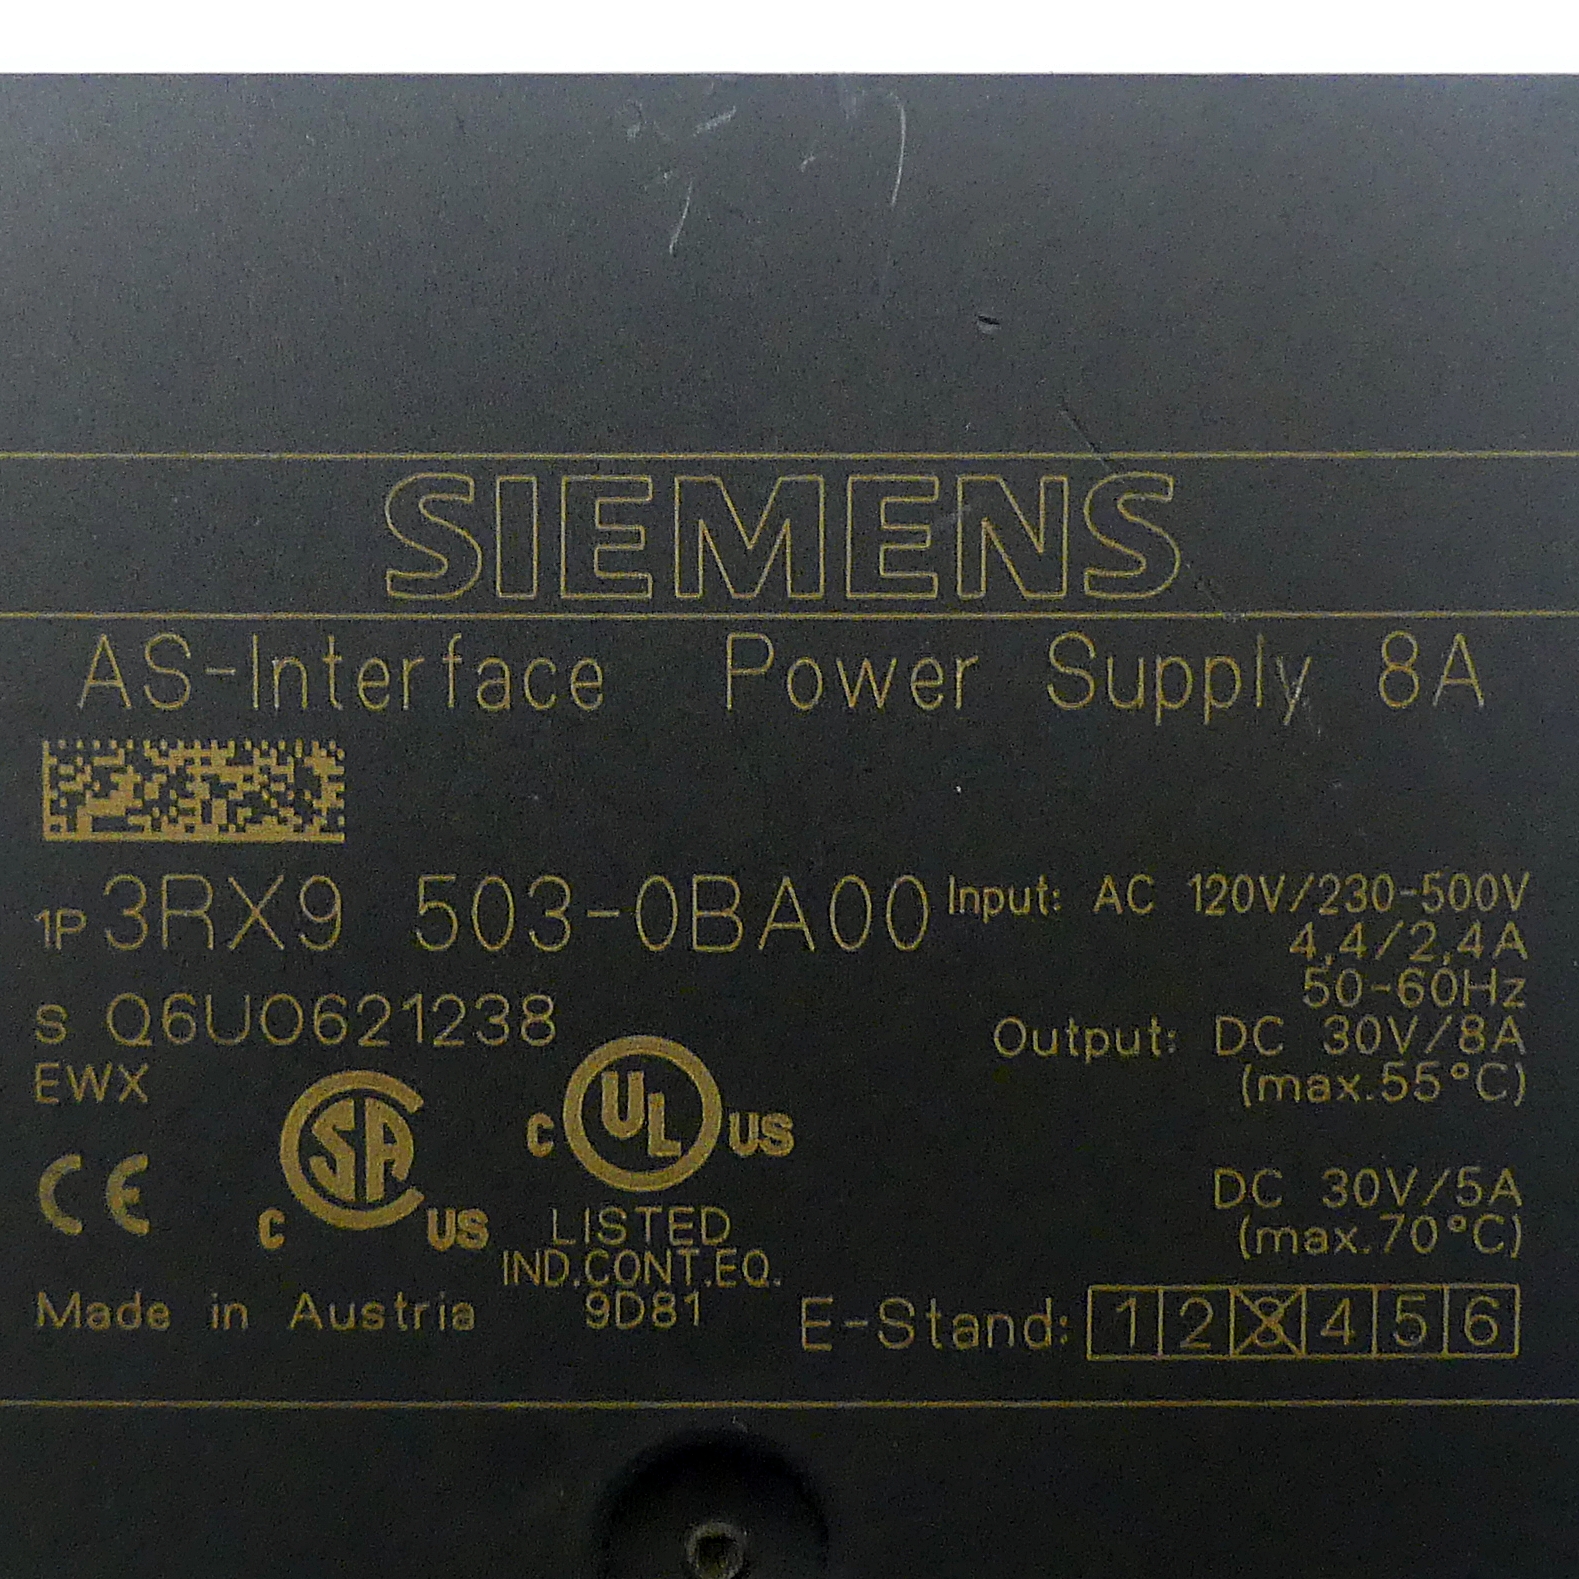 SIEMENS
AS-Interface Power Supply 8A
1P 3RX9 503-0BA00
Input: AC 120V/230-500V
4,4/2,4A
50-60Hz
S Q6U0621238
Output: DC 30V/8A
(max.55°C)
EWX
C UL US
CE
C SA US
DC 30V/5A
(max.70°C)
LISTED
IND.CONT.EQ.
9D81
Made in Austria
E-Stand: 1 2 3 4 5 6